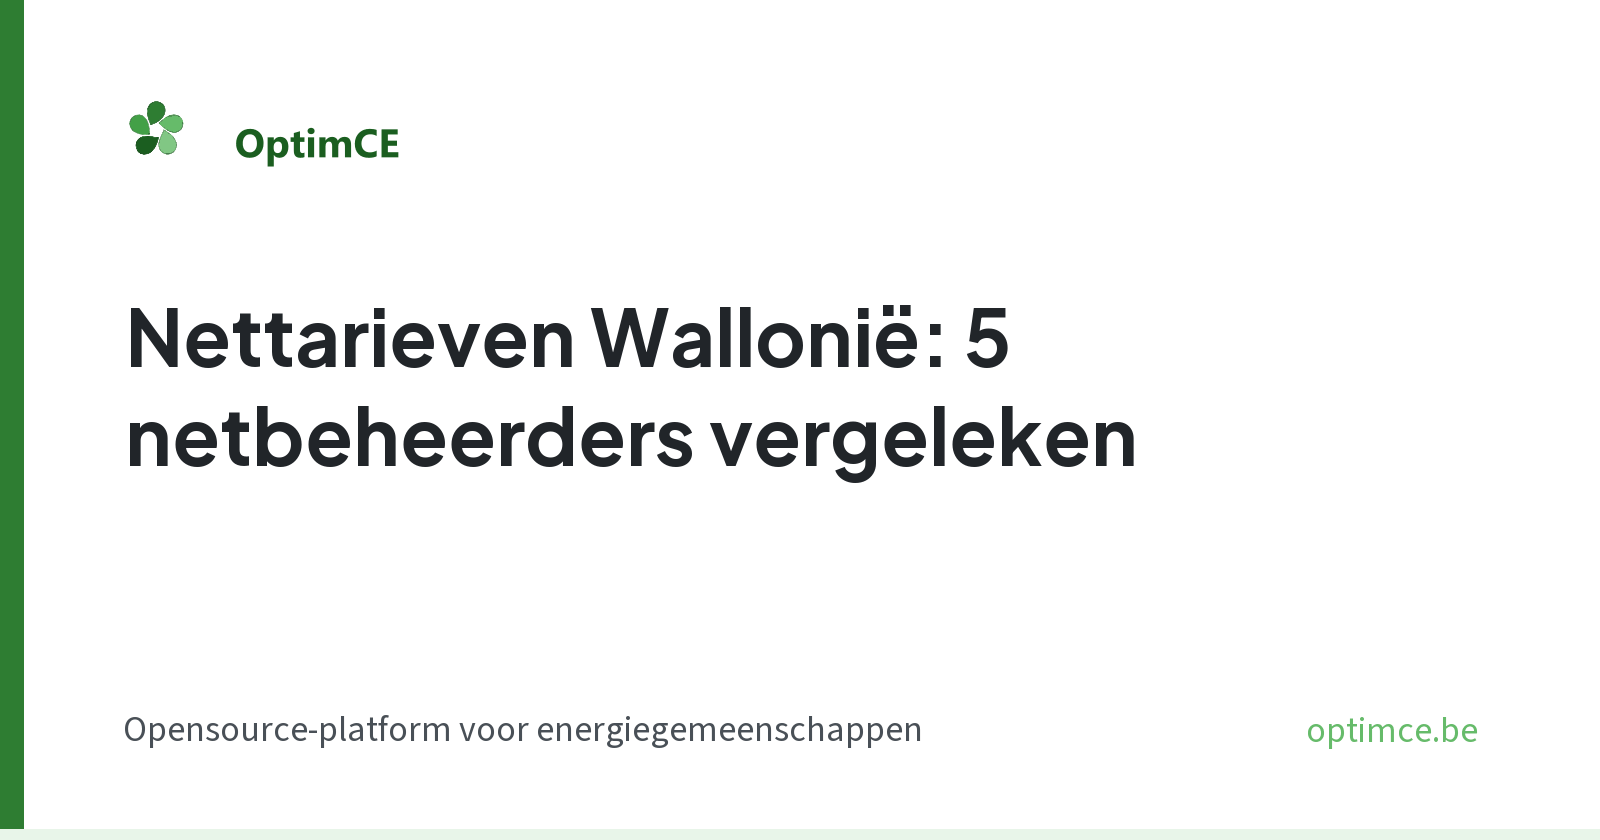 OptimCE
Nettarieven Wallonië: 5
netbeheerders vergeleken
Opensource-platform voor energiegemeenschappen
optimce.be